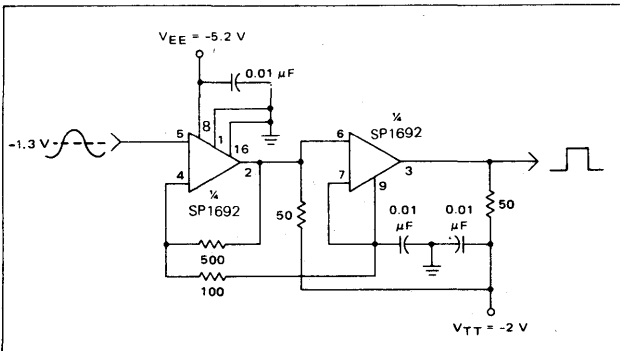 VEE = -5.2 V
0.01 µF
8
1
16
-1.3 V
5
4
2
¼
SP1692
¼
SP1692
6
7
9
3
50
0.01
µF
0.01
µF
50
500
100
VTT = -2 V